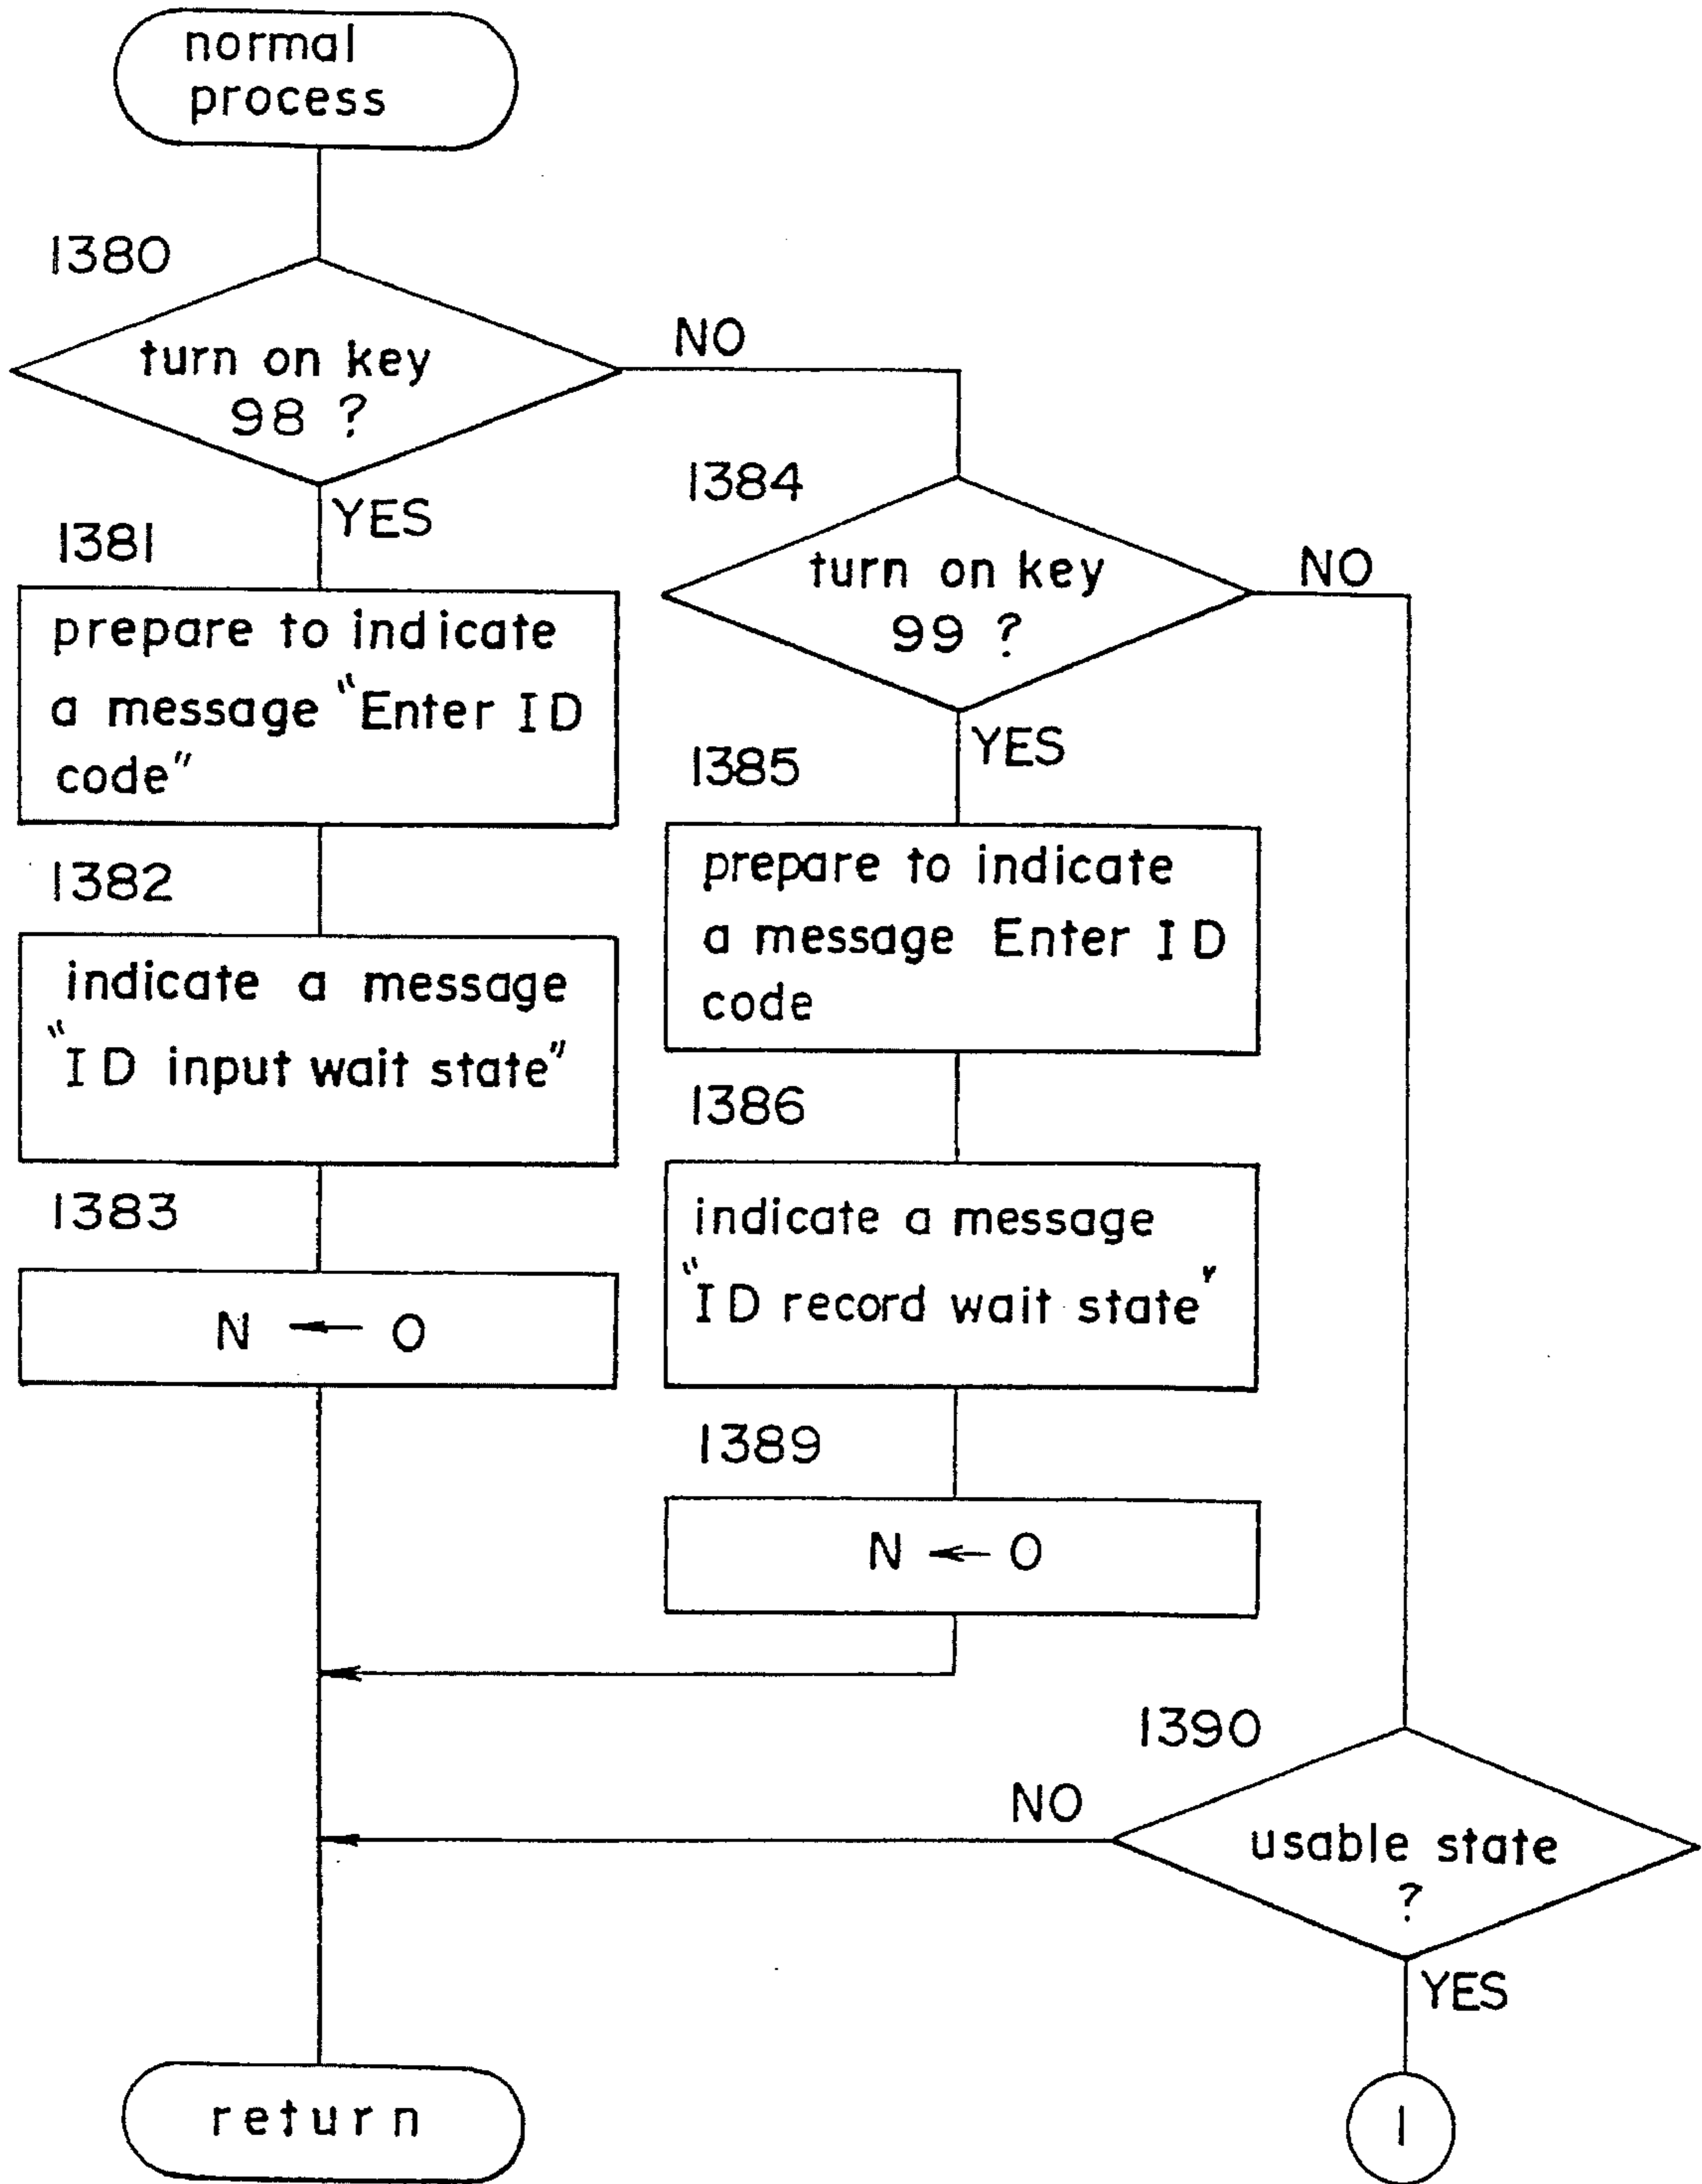 normal
process
1380
turn on key
98 ?
NO
YES
1381
prepare to indicate
a message "Enter ID
code"
1382
indicate a message
"ID input wait state"
1383
N ← 0
1384
turn on key
99 ?
NO
YES
1385
prepare to indicate
a message Enter ID
code
1386
indicate a message
"ID record wait state"
1389
N ← 0
1390
NO
usable state
?
YES
return
1